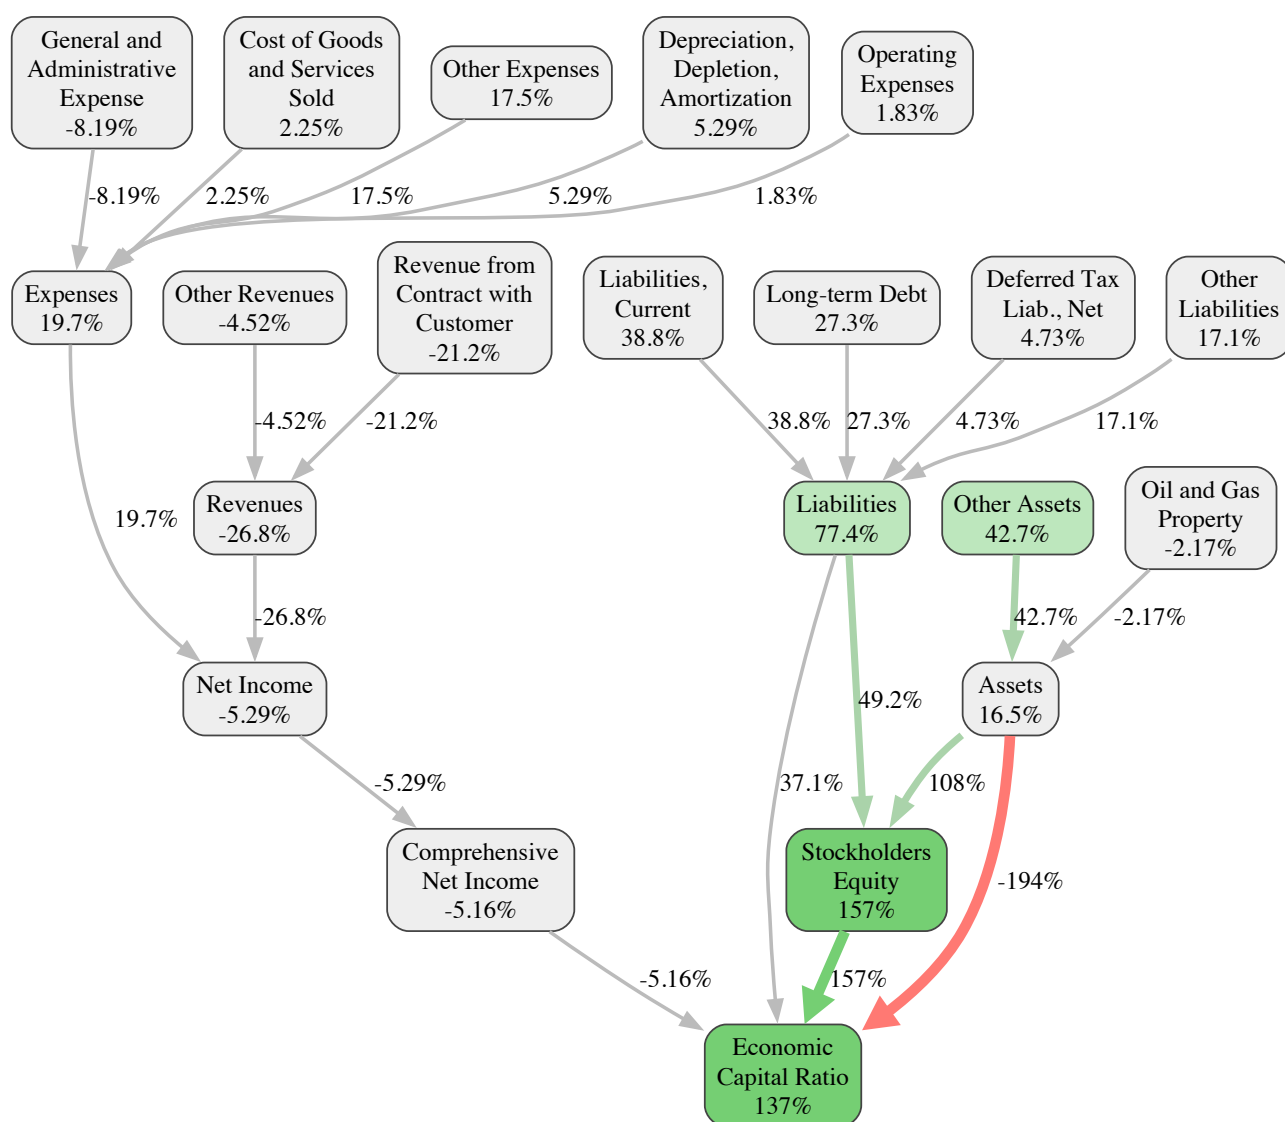 General and
Administrative
Expense
-8.19%
Cost of Goods
and Services
Sold
2.25%
Other Expenses
17.5%
Depreciation,
Depletion,
Amortization
5.29%
Operating
Expenses
1.83%
-8.19%
2.25%
17.5%
5.29%
1.83%
Expenses
19.7%
Other Revenues
-4.52%
Revenue from
Contract with
Customer
-21.2%
Liabilities,
Current
38.8%
Long-term Debt
27.3%
Deferred Tax
Liab., Net
4.73%
Other
Liabilities
17.1%
-4.52%
-21.2%
38.8%
27.3%
4.73%
17.1%
19.7%
Revenues
-26.8%
Liabilities
77.4%
Other Assets
42.7%
Oil and Gas
Property
-2.17%
-26.8%
42.7%
-2.17%
Net Income
-5.29%
49.2%
Assets
16.5%
-5.29%
37.1%
108%
Comprehensive
Net Income
-5.16%
Stockholders
Equity
157%
-194%
-5.16%
157%
Economic
Capital Ratio
137%